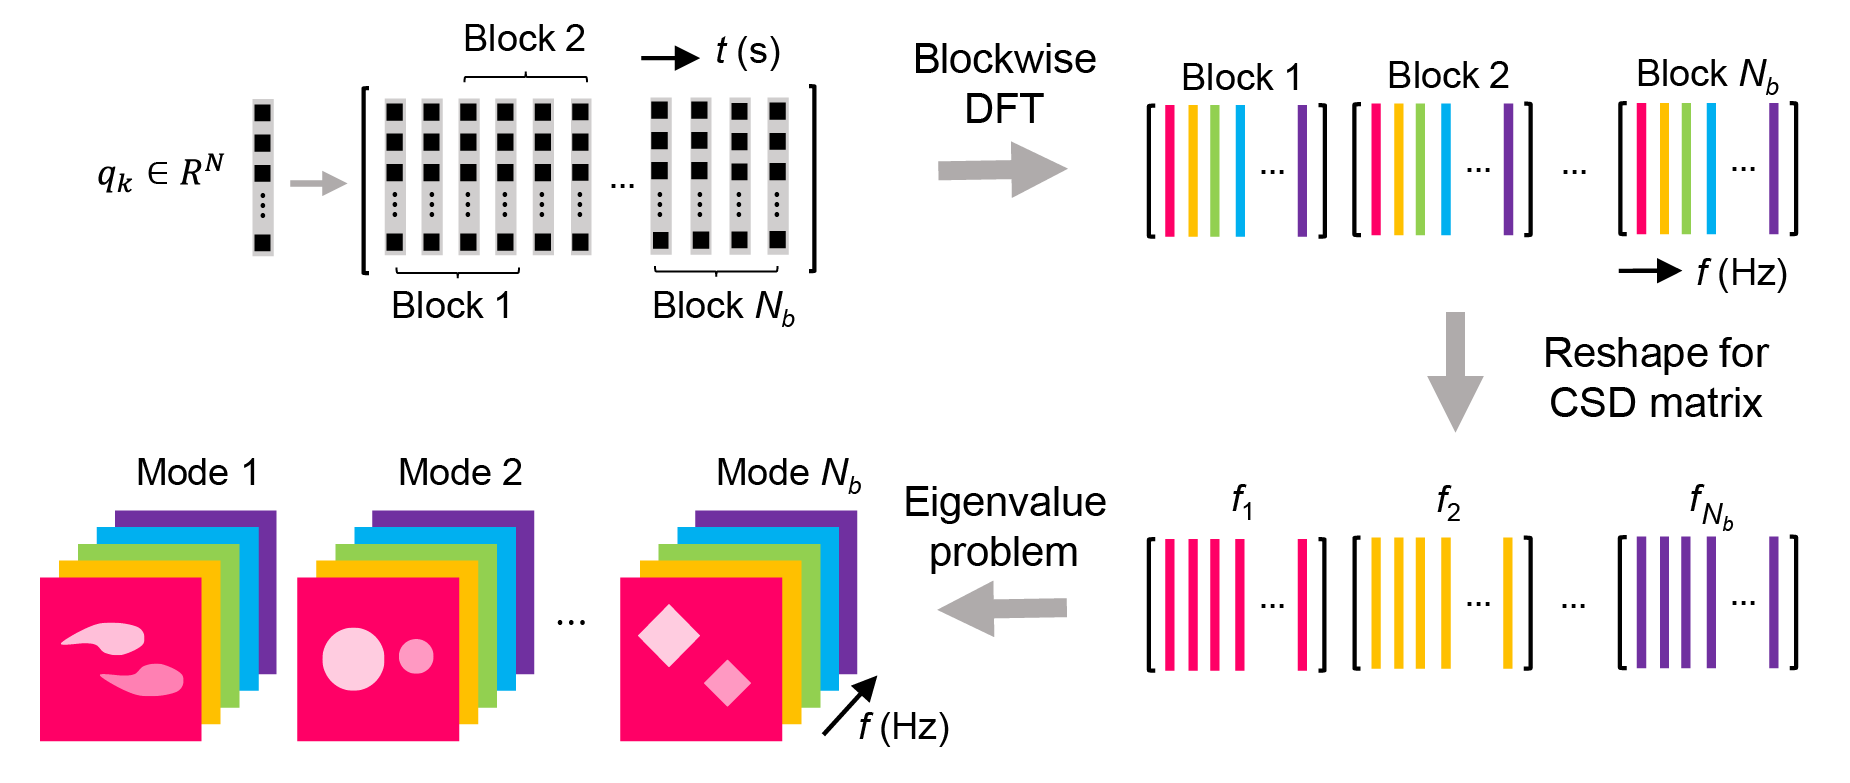 Block 2
t (s)
q_k ∈ R^N
...
Block 1
Block N_b
Blockwise
DFT
Block 1
Block 2
Block N_b
...
...
...
...
f (Hz)
Reshape for
CSD matrix
f_1
f_2
f_{N_b}
...
...
...
...
Eigenvalue
problem
Mode 1
Mode 2
Mode N_b
...
f (Hz)